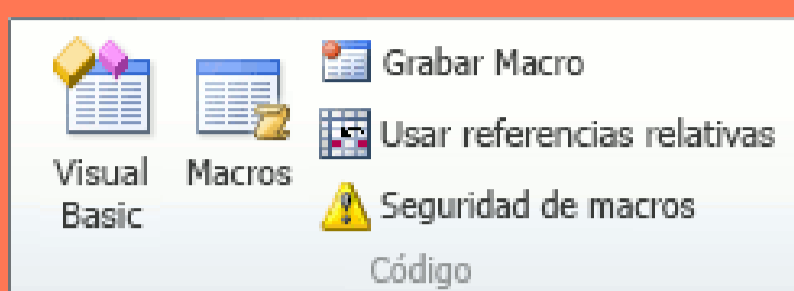 Visual
Basic
Macros
Grabar Macro
Usar referencias relativas
Seguridad de macros
Código